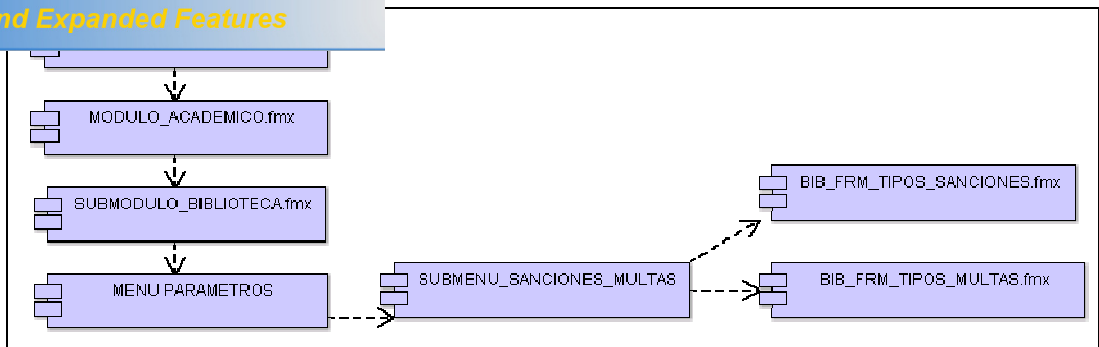 nd Expanded Features
MODULO_ACADEMICO.fmx
SUBMODULO_BIBLIOTECA.fmx
MENU PARAMETROS
SUBMENU_SANCIONES_MULTAS
BIB_FRM_TIPOS_SANCIONES.fmx
BIB_FRM_TIPOS_MULTAS.fmx